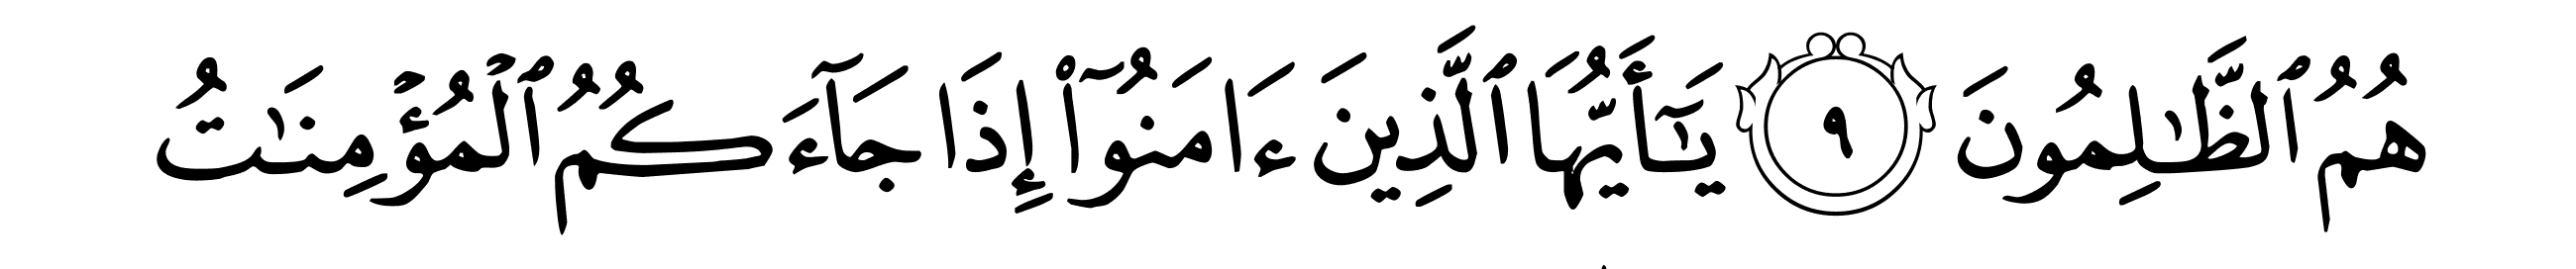 هُمُ ٱلظَّٰلِمُونَ ٩ يَٰٓأَيُّهَا ٱلَّذِينَ ءَامَنُوٓا۟ إِذَا جَآءَكُمُ ٱلْمُؤْمِنَٰتُ